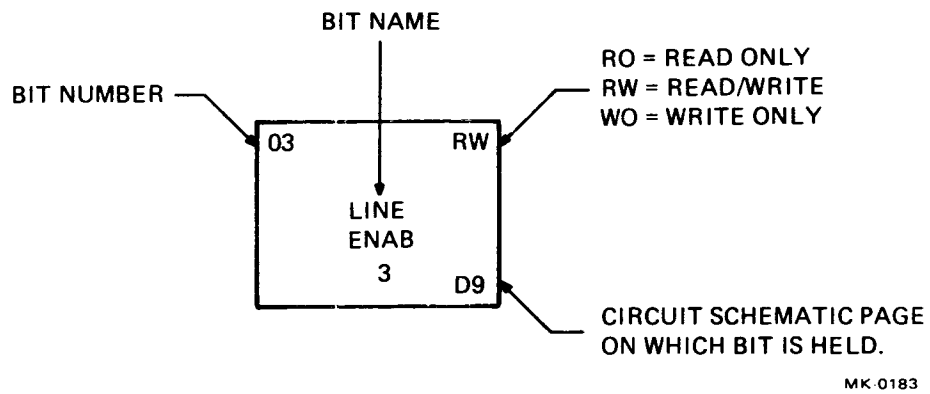 BIT NAME
RO = READ ONLY
RW = READ/WRITE
WO = WRITE ONLY
BIT NUMBER
03
RW
LINE
ENAB
3
D9
CIRCUIT SCHEMATIC PAGE
ON WHICH BIT IS HELD.
MK-0183